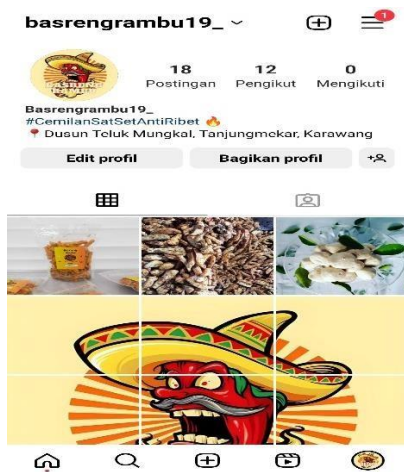 basrengrambu19_
18 12 0
Postingan Pengikut Mengikuti
Basrengrambu19_
#CemilanSatSetAntiRibet 🔥
📍 Dusun Teluk Mungkal, Tanjungmekar, Karawang
Edit profil Bagikan profil